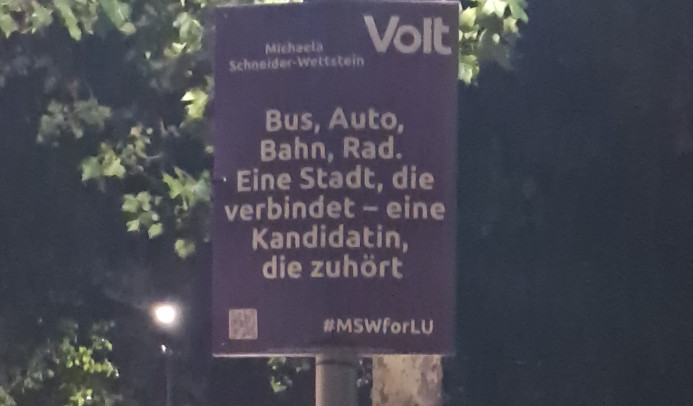 Volt
Michaela
Schneider-Wettstein
Bus, Auto,
Bahn, Rad.
Eine Stadt, die
verbindet – eine
Kandidatin,
die zuhört
#MSWforLU